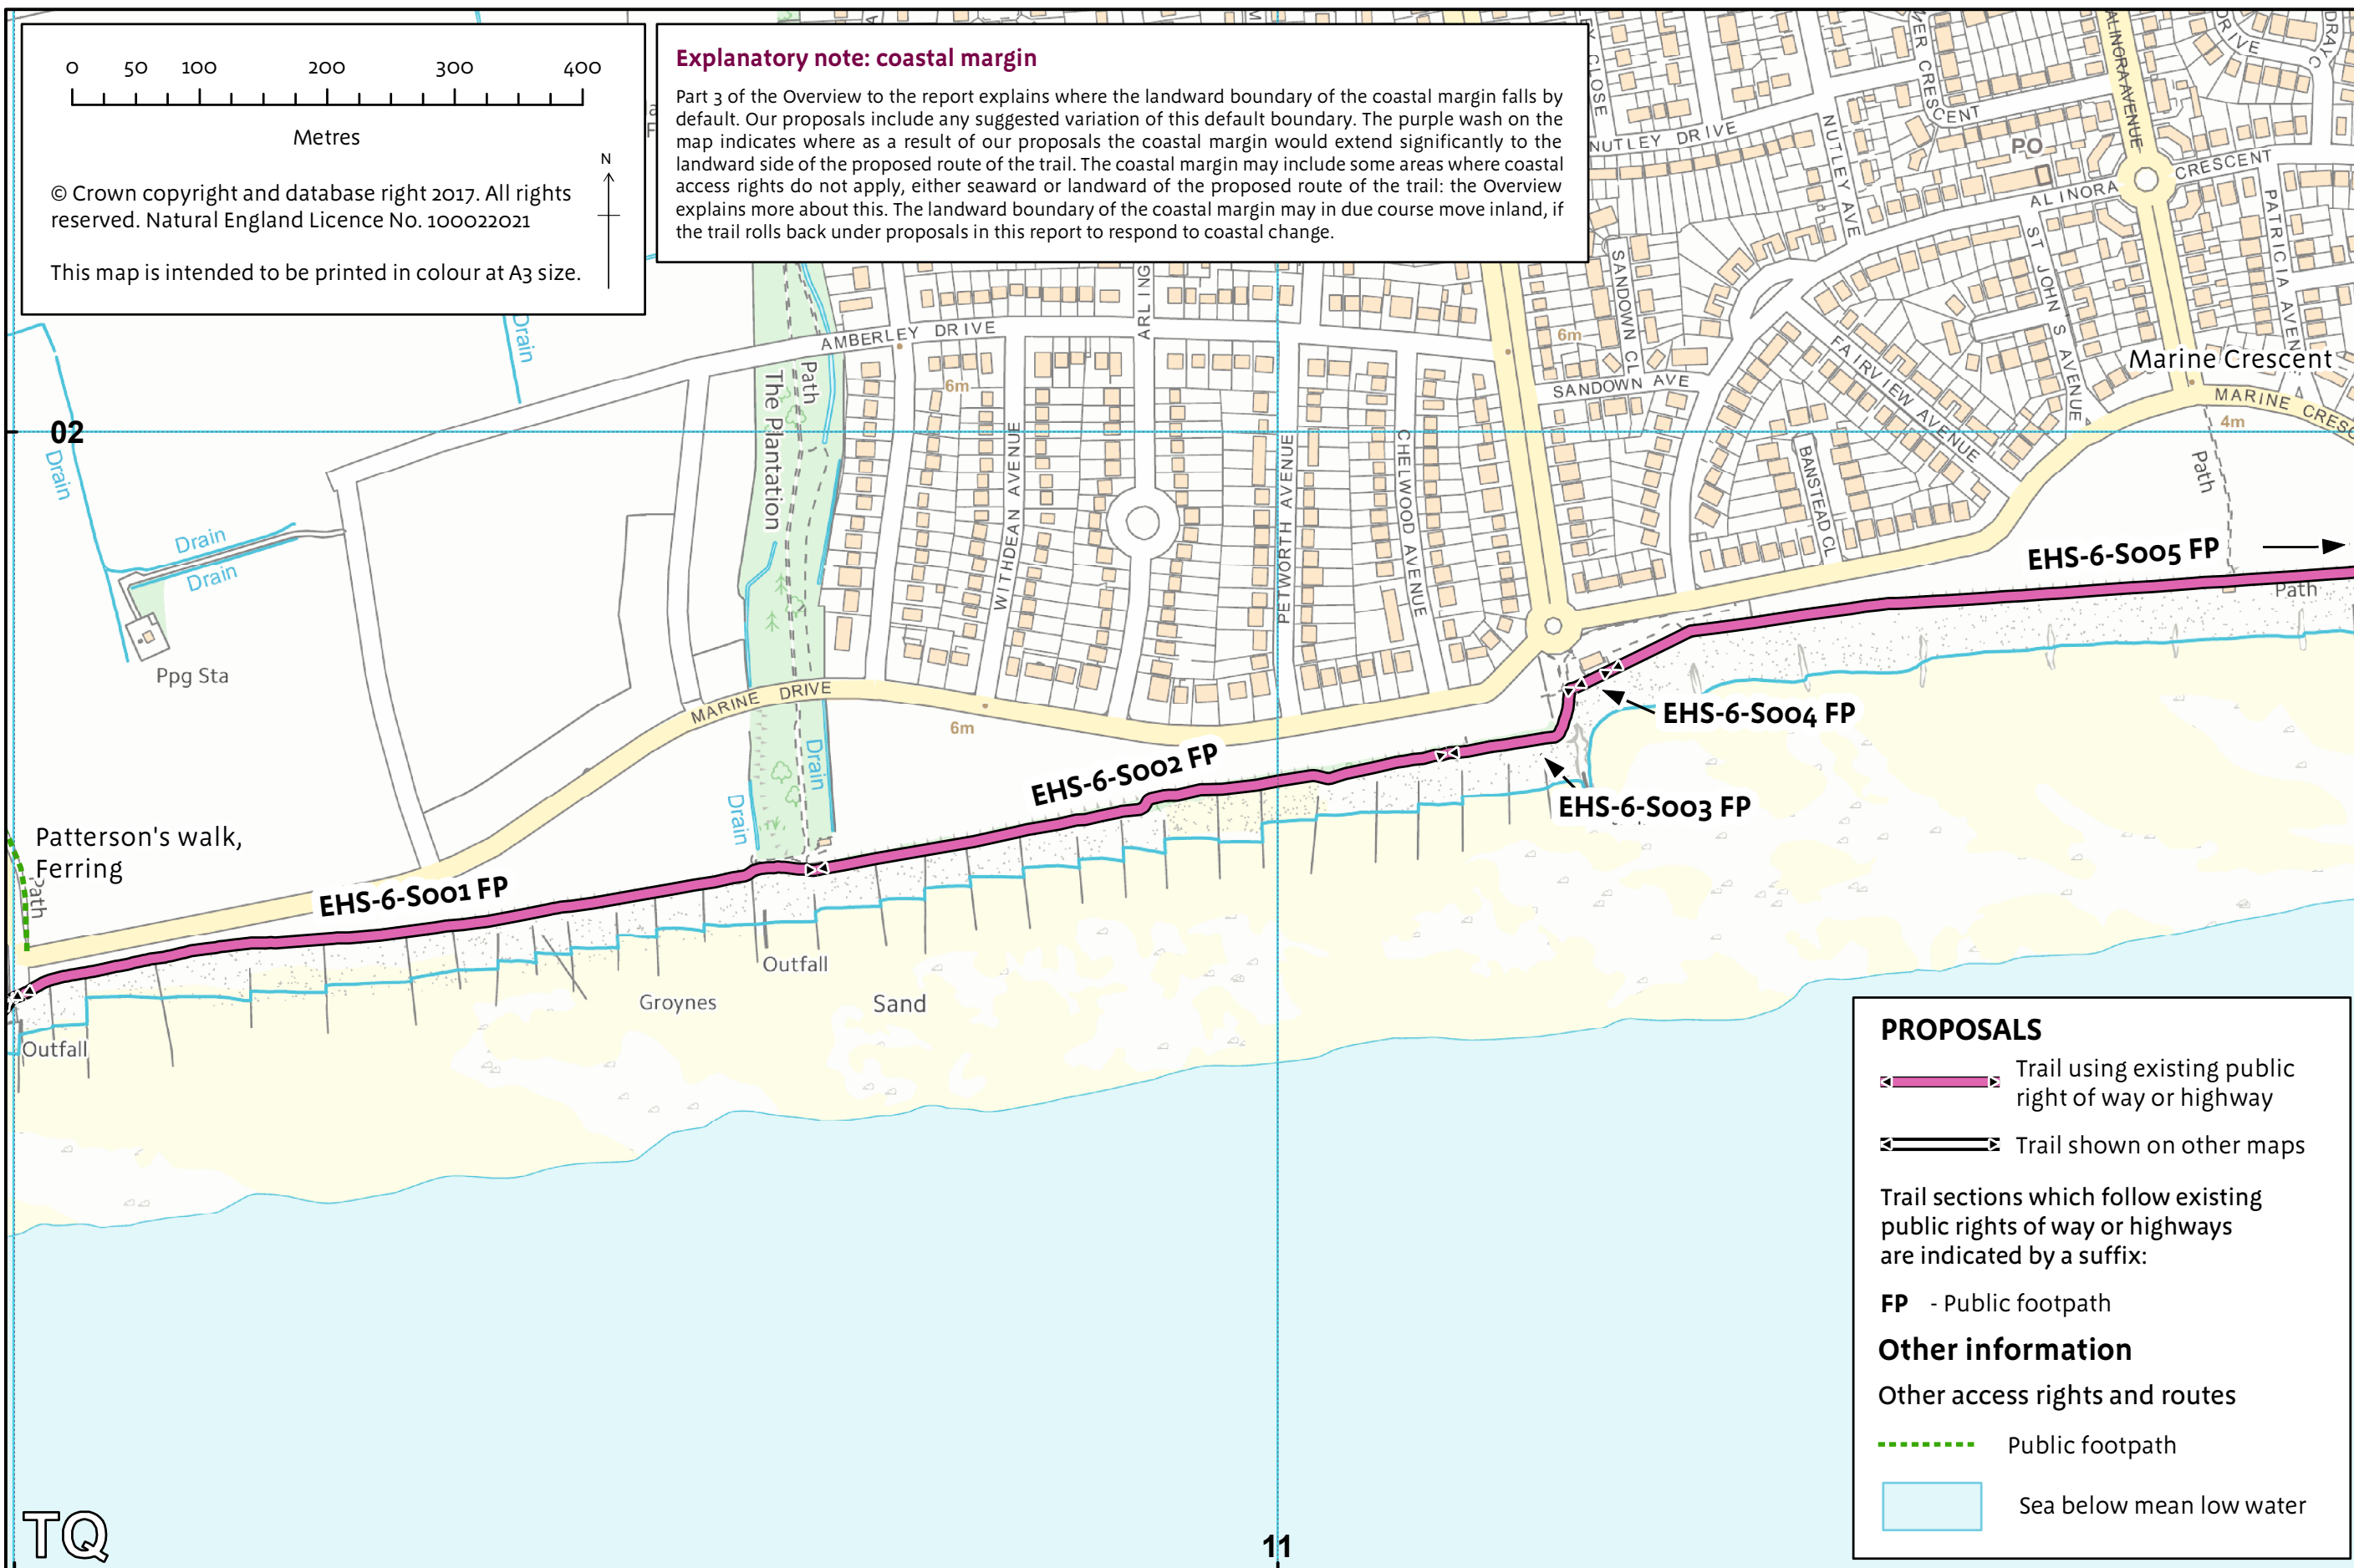 0 50 100 200 300 400
Metres
N
© Crown copyright and database right 2017. All rights
reserved. Natural England Licence No. 100022021
This map is intended to be printed in colour at A3 size.
Explanatory note: coastal margin
Part 3 of the Overview to the report explains where the landward boundary of the coastal margin falls by
default. Our proposals include any suggested variation of this default boundary. The purple wash on the
map indicates where as a result of our proposals the coastal margin would extend significantly to the
landward side of the proposed route of the trail. The coastal margin may include some areas where coastal
access rights do not apply, either seaward or landward of the proposed route of the trail: the Overview
explains more about this. The landward boundary of the coastal margin may in due course move inland, if
the trail rolls back under proposals in this report to respond to coastal change.
CLOSE
NUTLEY DRIVE
NUTLEY AVE
MER CRESCENT
CENT
ALINORA AVENUE
DRIVE
DRAY C
PO
ALINORA
CRESCENT
PATRICIA AVEN
ST JOHN'S AVENUE
SANDOWN CL
6m
SANDOWN AVE
FAIRVIEW AVENUE
BANSTEAD CL
Marine Crescent
MARINE CRESC
4m
Path
Drain
AMBERLEY DRIVE
ARLING
Path
The Plantation
6m
WITHDEAN AVENUE
PETWORTH AVENUE
CHELWOOD AVENUE
02
Drain
Drain
Drain
Ppg Sta
EHS-6-S005 FP
Path
MARINE DRIVE
6m
Drain
Drain
EHS-6-S004 FP
EHS-6-S002 FP
EHS-6-S003 FP
Patterson's walk,
Ferring
Path
EHS-6-S001 FP
Outfall
Groynes
Sand
Outfall
PROPOSALS
Trail using existing public
right of way or highway
Trail shown on other maps
Trail sections which follow existing
public rights of way or highways
are indicated by a suffix:
FP - Public footpath
Other information
Other access rights and routes
Public footpath
Sea below mean low water
TQ
11